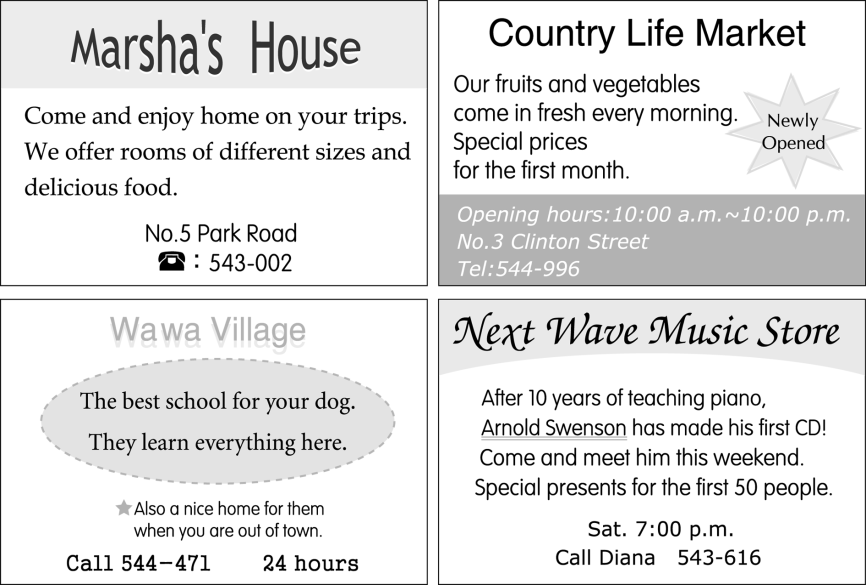 Marsha's House
Come and enjoy home on your trips.
We offer rooms of different sizes and
delicious food.
No.5 Park Road
☎ : 543-002
Country Life Market
Our fruits and vegetables
come in fresh every morning.
Special prices
for the first month.
Newly
Opened
Opening hours:10:00 a.m.~10:00 p.m.
No.3 Clinton Street
Tel:544-996
Wawa Village
The best school for your dog.
They learn everything here.
★Also a nice home for them
when you are out of town.
Call 544-471 24 hours
Next Wave Music Store
After 10 years of teaching piano,
Arnold Swenson has made his first CD!
Come and meet him this weekend.
Special presents for the first 50 people.
Sat. 7:00 p.m.
Call Diana 543-616